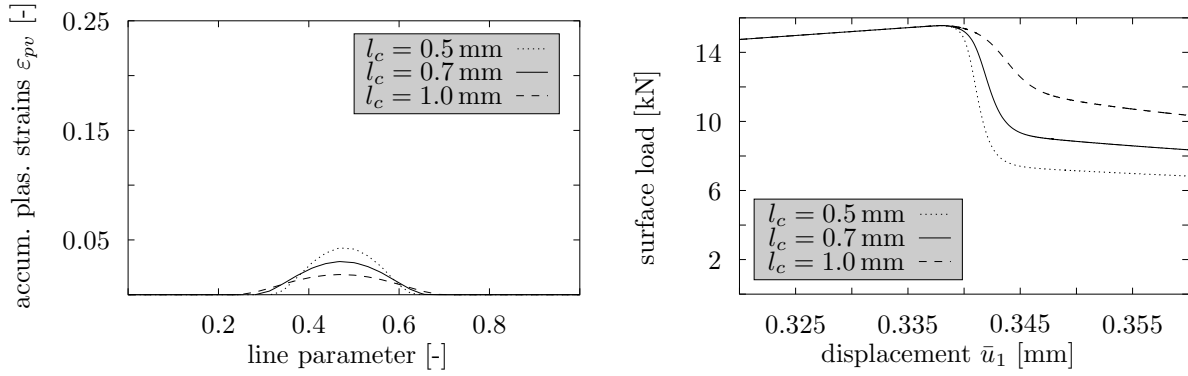 accum. plas. strains ε_pv [-]
0.25
0.15
0.05
l_c = 0.5 mm
l_c = 0.7 mm
l_c = 1.0 mm
0.2 0.4 0.6 0.8
line parameter [-]
surface load [kN]
14
10
6
2
l_c = 0.5 mm
l_c = 0.7 mm
l_c = 1.0 mm
0.325 0.335 0.345 0.355
displacement ū_1 [mm]